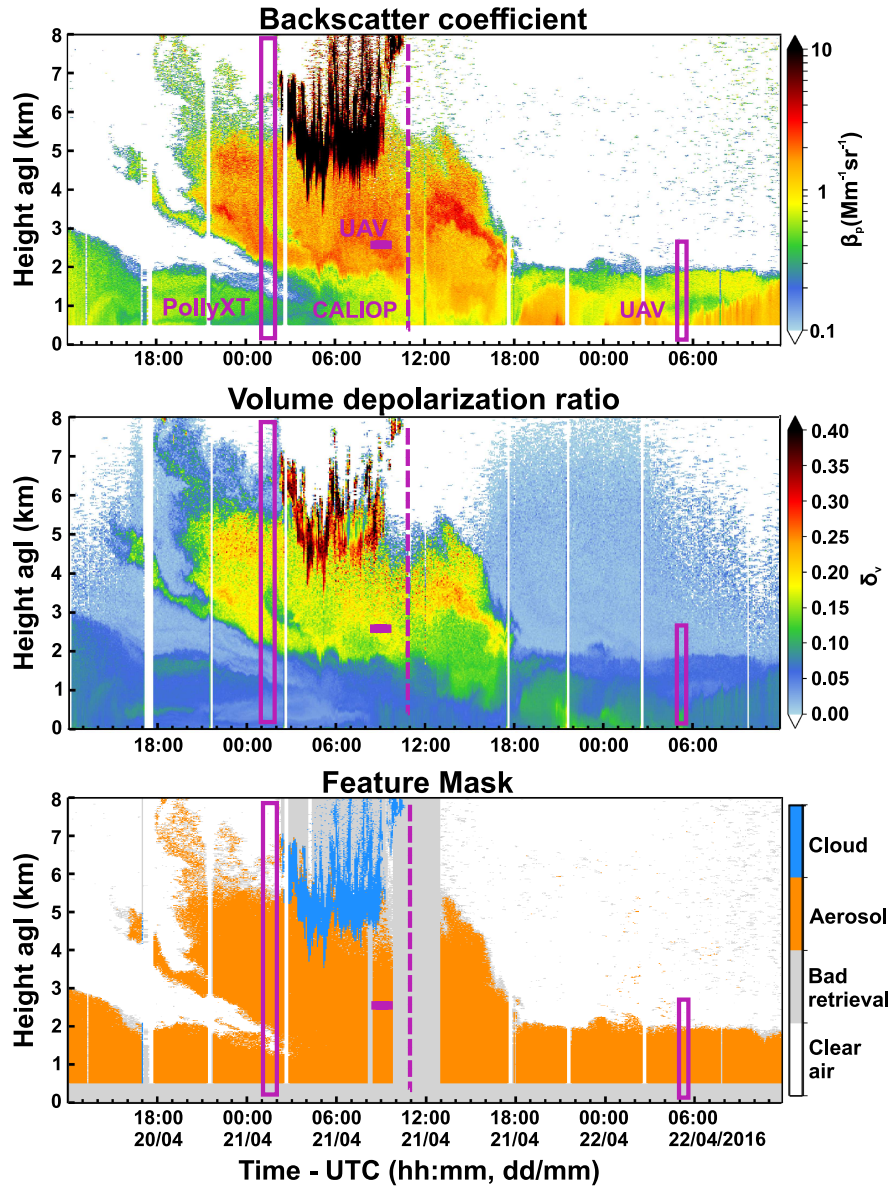 Backscatter coefficient
Height agl (km)
8
7
6
5
4
3
2
1
0
UAV
PollyXT
CALIOP
UAV
18:00 00:00 06:00 12:00 18:00 00:00 06:00
10
1
0.1
βp(Mm⁻¹sr⁻¹)
Volume depolarization ratio
Height agl (km)
8
7
6
5
4
3
2
1
0
18:00 00:00 06:00 12:00 18:00 00:00 06:00
0.40
0.35
0.30
0.25
0.20
0.15
0.10
0.05
0.00
δv
Feature Mask
Height agl (km)
8
7
6
5
4
3
2
1
0
Cloud
Aerosol
Bad
retrieval
Clear
air
18:00 00:00 06:00 12:00 18:00 00:00 06:00
20/04 21/04 21/04 21/04 21/04 22/04 22/04/2016
Time - UTC (hh:mm, dd/mm)